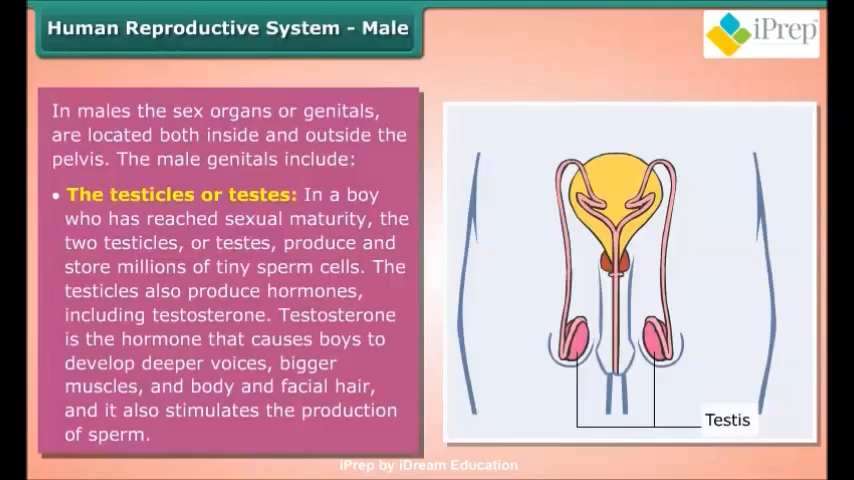 Human Reproductive System - Male
iPrep
In males the sex organs or genitals,
are located both inside and outside the
pelvis. The male genitals include:
• The testicles or testes: In a boy
who has reached sexual maturity, the
two testicles, or testes, produce and
store millions of tiny sperm cells. The
testicles also produce hormones,
including testosterone. Testosterone
is the hormone that causes boys to
develop deeper voices, bigger
muscles, and body and facial hair,
and it also stimulates the production
of sperm.
Testis
iPrep by iDream Education